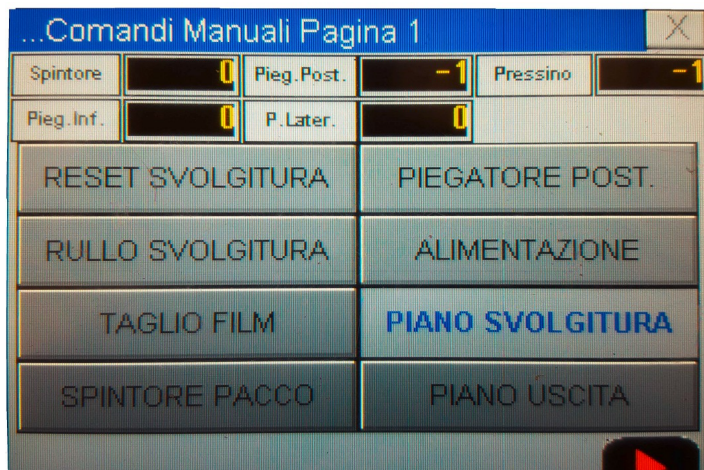 ...Comandi Manuali Pagina 1 X
Spintore 0 Pieg.Post. -1 Pressino -1
Pieg.Inf. 0 P.Later. 0
RESET SVOLGITURA PIEGATORE POST.
RULLO SVOLGITURA ALIMENTAZIONE
TAGLIO FILM PIANO SVOLGITURA
SPINTORE PACCO PIANO USCITA